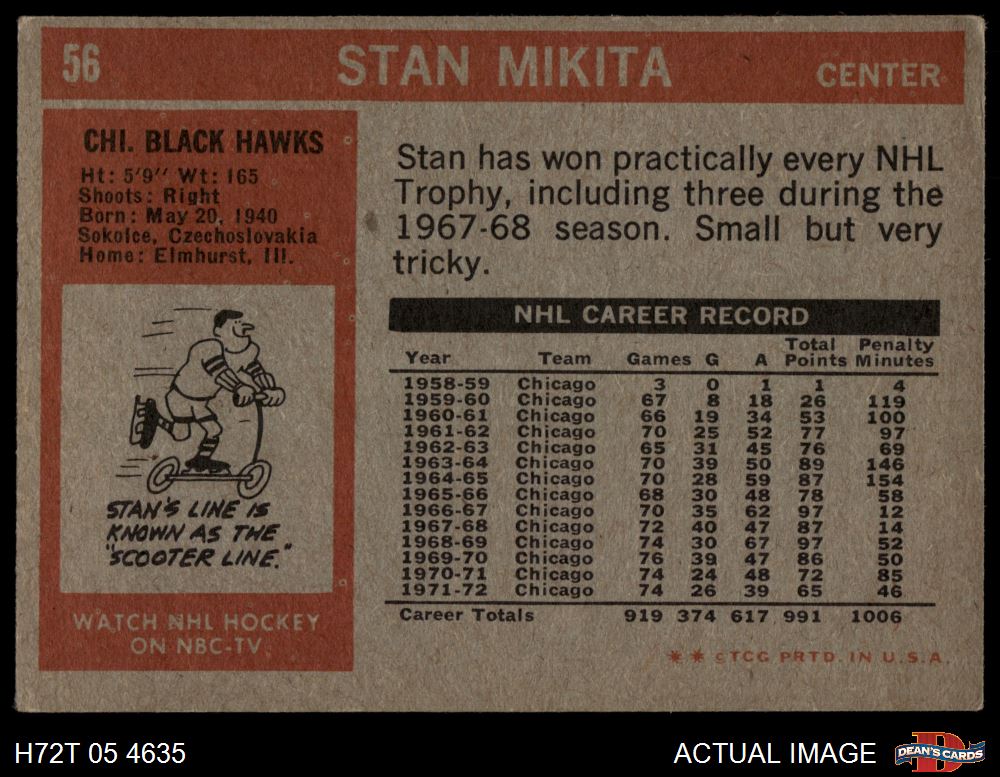 56 STAN MIKITA CENTER
CHI. BLACK HAWKS
Ht: 5'9" Wt: 165
Shoots: Right
Born: May 20, 1940
Sokolce, Czechoslovakia
Home: Elmhurst, Ill.
STAN'S LINE IS
KNOWN AS THE
"SCOOTER LINE."
WATCH NHL HOCKEY
ON NBC-TV
Stan has won practically every NHL
Trophy, including three during the
1967-68 season. Small but very
tricky.
NHL CAREER RECORD
Year Team Games G A Total Points Penalty Minutes
1958-59 Chicago 3 0 1 1 4
1959-60 Chicago 67 8 18 26 119
1960-61 Chicago 66 19 34 53 100
1961-62 Chicago 70 25 52 77 97
1962-63 Chicago 65 31 45 76 69
1963-64 Chicago 70 39 50 89 146
1964-65 Chicago 70 28 59 87 154
1965-66 Chicago 68 30 48 78 58
1966-67 Chicago 70 35 62 97 12
1967-68 Chicago 72 40 47 87 14
1968-69 Chicago 74 30 67 97 52
1969-70 Chicago 76 39 47 86 50
1970-71 Chicago 74 24 48 72 85
1971-72 Chicago 74 26 39 65 46
Career Totals 919 374 617 991 1006
** ©TCG PRTD. IN U.S.A.
H72T 05 4635
ACTUAL IMAGE
DEAN'S CARDS